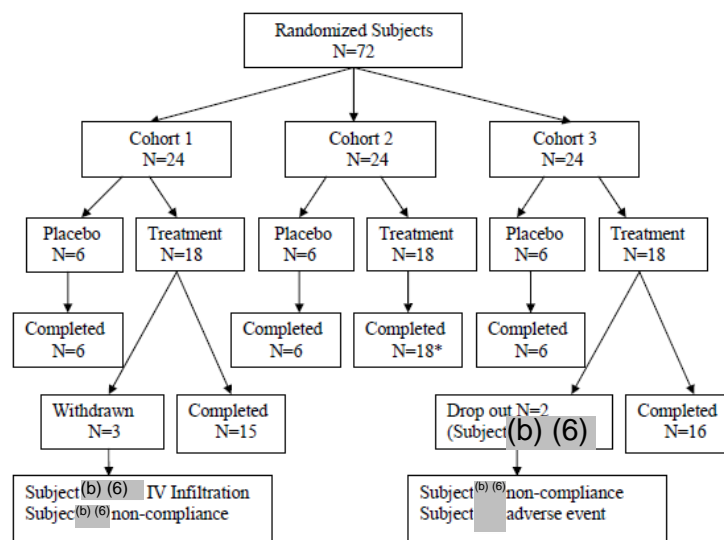 Randomized Subjects
N=72
Cohort 1
N=24
Cohort 2
N=24
Cohort 3
N=24
Placebo
N=6
Treatment
N=18
Placebo
N=6
Treatment
N=18
Placebo
N=6
Treatment
N=18
Completed
N=6
Completed
N=6
Completed
N=18*
Completed
N=6
Withdrawn
N=3
Completed
N=15
Drop out N=2
(Subject (b) (6)
Completed
N=16
Subject (b) (6) IV Infiltration
Subjec (b) (6) non-compliance
Subject (b) (6) non-compliance
Subject adverse event